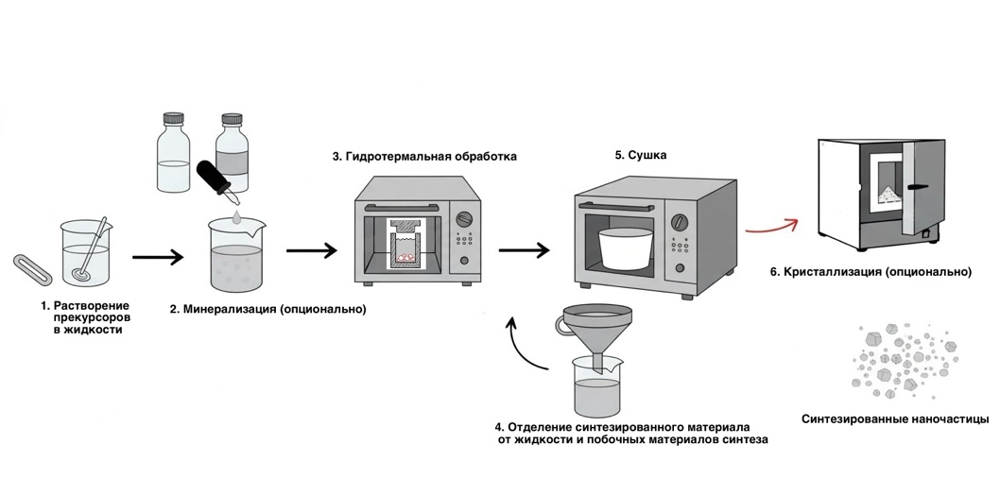 1. Растворение
прекурсоров
в жидкости
2. Минерализация (опционально)
3. Гидротермальная обработка
4. Отделение синтезированного материала
от жидкости и побочных материалов синтеза
5. Сушка
6. Кристаллизация (опционально)
Синтезированные наночастицы